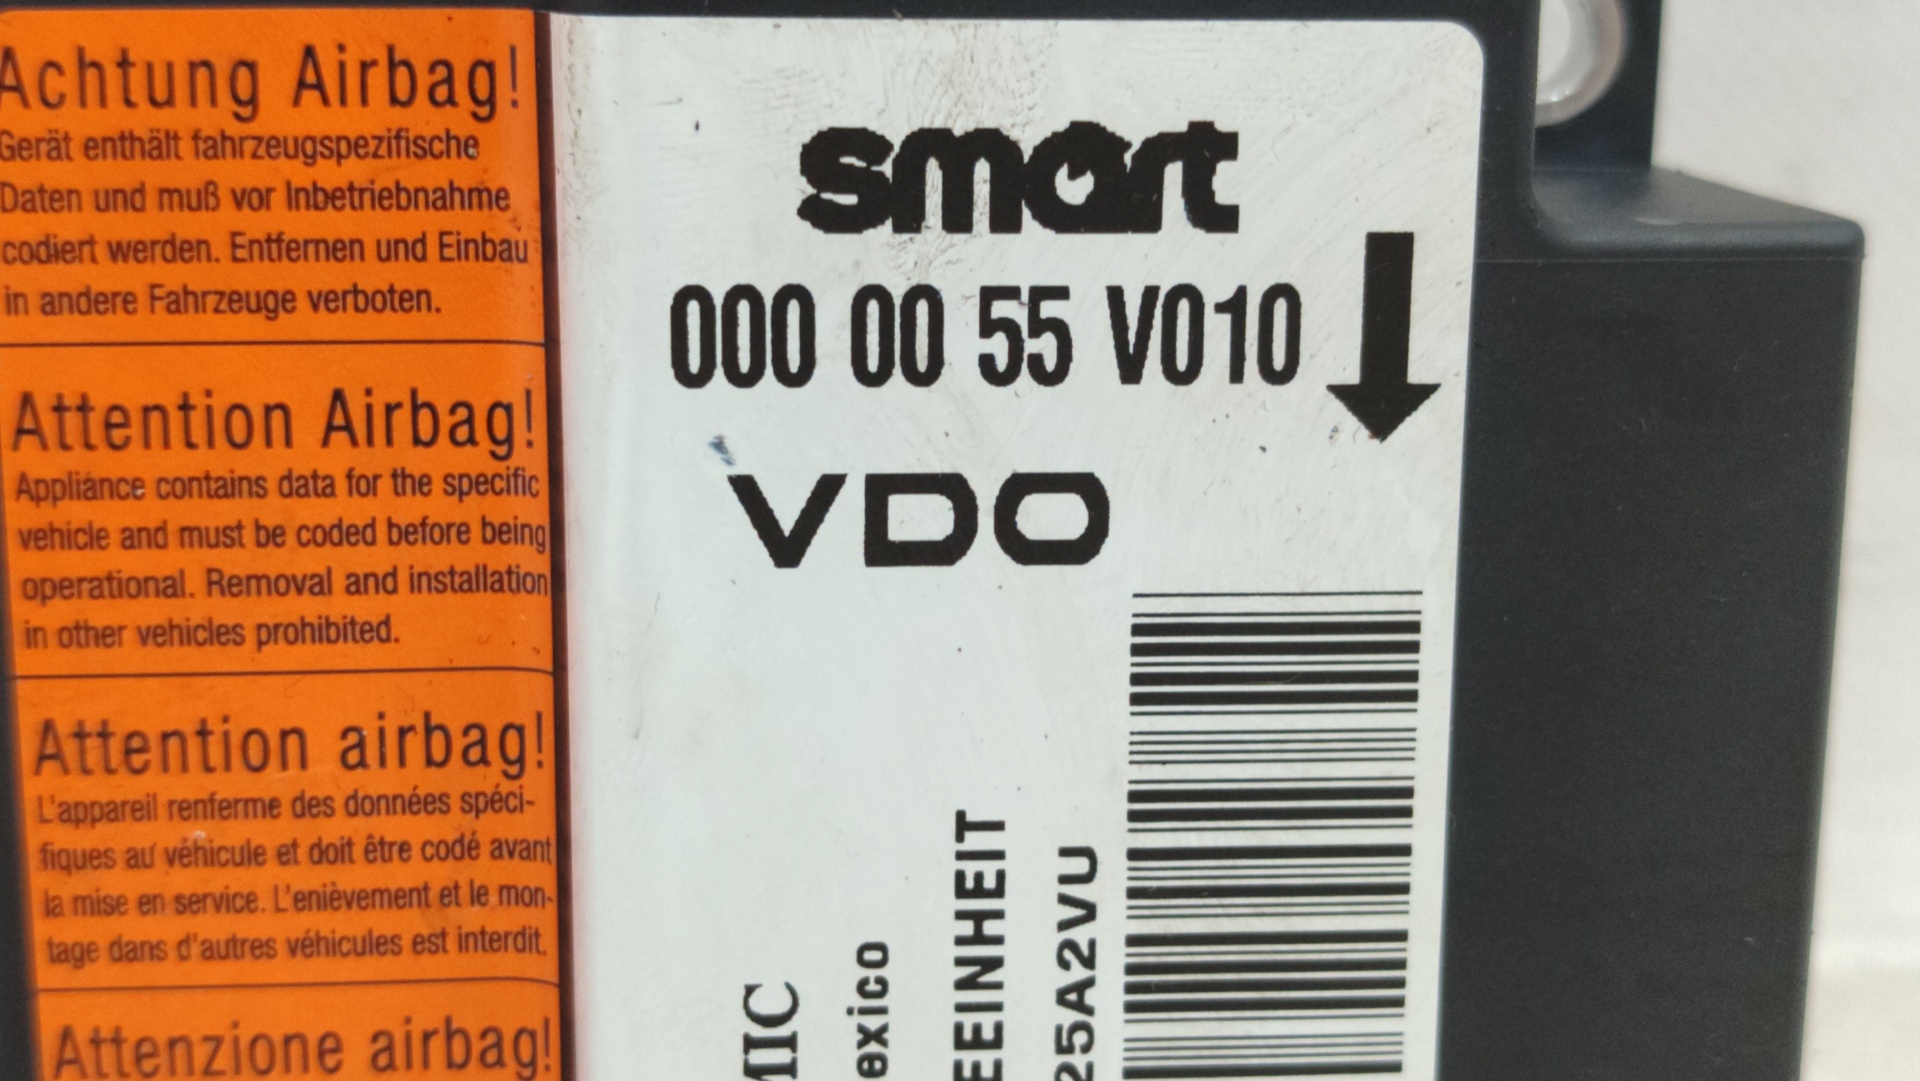 Achtung Airbag!
Gerät enthält fahrzeugspezifische
Daten und muß vor Inbetriebnahme
codiert werden. Entfernen und Einbau
in andere Fahrzeuge verboten.
Attention Airbag!
Appliance contains data for the specific
vehicle and must be coded before being
operational. Removal and installation
in other vehicles prohibited.
Attention airbag!
L'appareil renferme des données spéci-
fiques au véhicule et doit être codé avant
la mise en service. L'enièvement et le mon-
tage dans d'autres véhicules est interdit.
Attenzione airbag!
smart
000 00 55 V010
VDO
MIC
exico
EEINHEIT
25A2VU